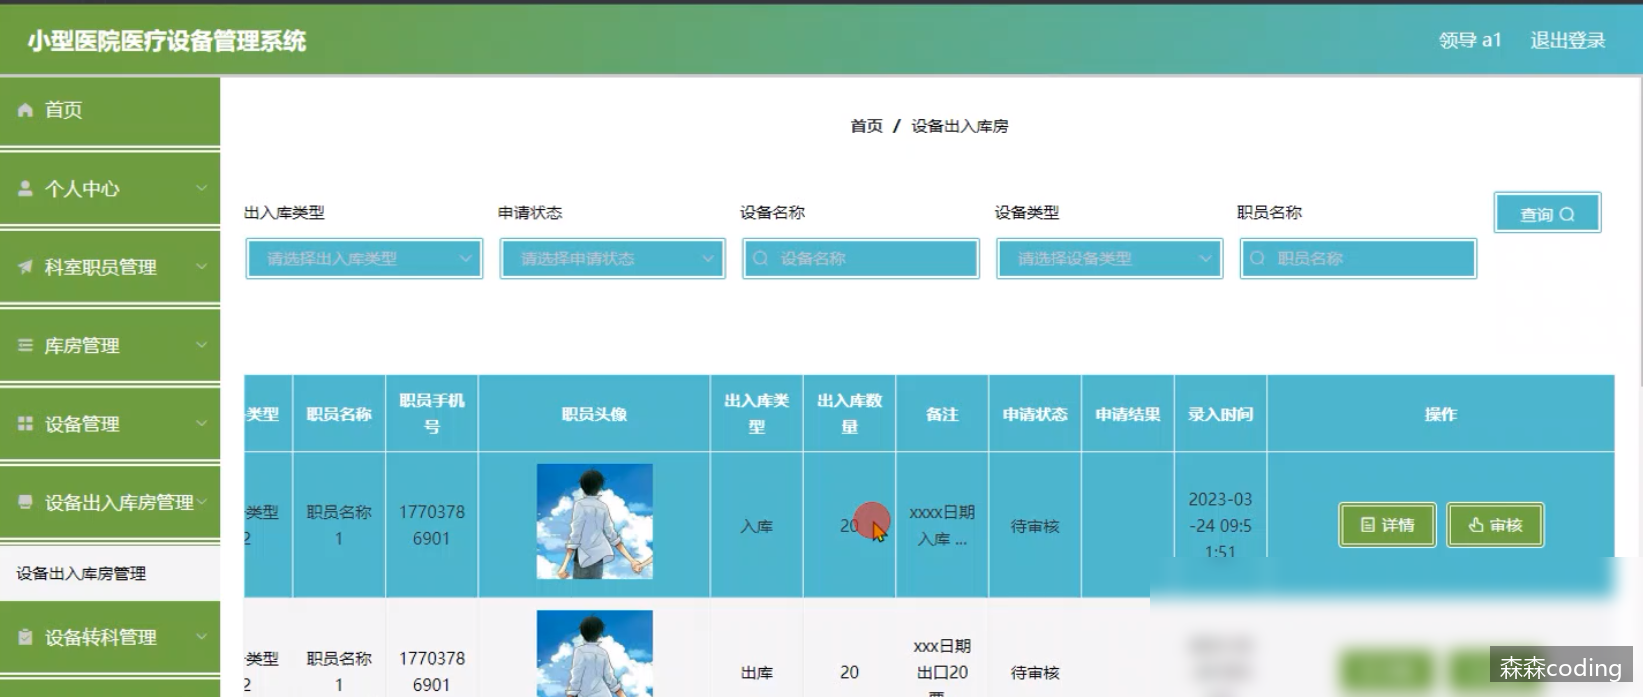 小型医院医疗设备管理系统
领导 a1 退出登录
首页
个人中心
科室职员管理
库房管理
设备管理
设备出入库房管理
设备出入库房管理
设备转科管理
首页 / 设备出入库房
出入库类型 申请状态 设备名称 设备类型 职员名称
查询
请选择出入库类型 请选择申请状态 设备名称 请选择设备类型 职员名称
类型 职员名称 职员手机号 职员头像 出入库类型 出入库数量 备注 申请状态 申请结果 录入时间 操作
类型2 职员名称1 17703786901 入库 20 xxxx日期入库 ... 待审核 2023-03-24 09:51:51 详情 审核
类型2 职员名称1 17703786901 出库 20 xxx日期出口20 待审核
森森coding